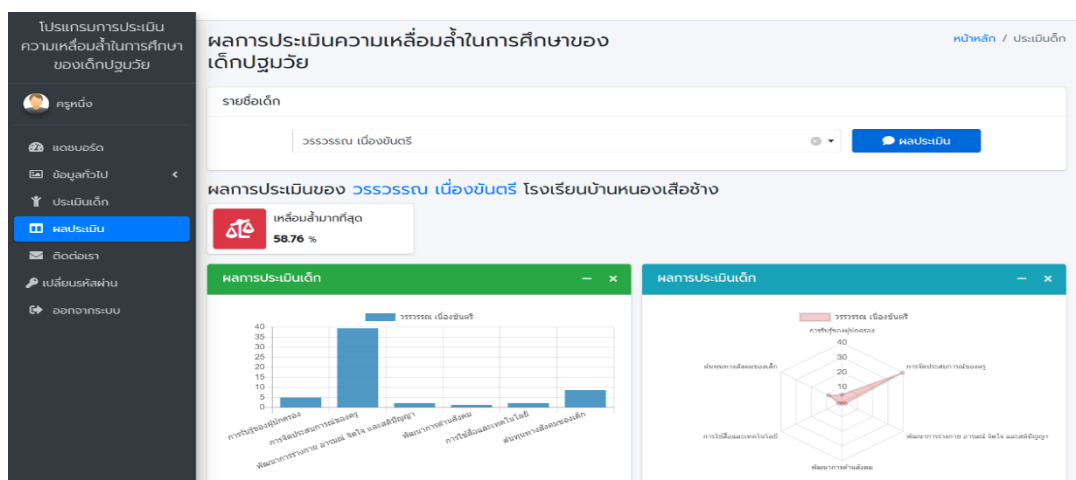 โปรแกรมการประเมิน
ความเหลื่อมล้ำในการศึกษา
ของเด็กปฐมวัย
ครูหนึ่ง
แดชบอร์ด
ข้อมูลทั่วไป
ประเมินเด็ก
ผลประเมิน
ติดต่อเรา
เปลี่ยนรหัสผ่าน
ออกจากระบบ
ผลการประเมินความเหลื่อมล้ำในการศึกษาของ
เด็กปฐมวัย
หน้าหลัก / ประเมินเด็ก
รายชื่อเด็ก
วรรวรรณ เนื่องขันตรี
ผลประเมิน
ผลการประเมินของ วรรวรรณ เนื่องขันตรี โรงเรียนบ้านหนองเสือช้าง
เหลื่อมล้ำมากที่สุด
58.76 %
ผลการประเมินเด็ก
วรรวรรณ เนื่องขันตรี
40
35
30
25
20
15
10
5
0
การรับรู้ของผู้ปกครอง
การจัดประสบการณ์ของครู
พัฒนาการร่างกาย อารมณ์ จิตใจ และสติปัญญา
พัฒนาการด้านสังคม
การใช้สื่อและเทคโนโลยี
ต้นทุนทางสังคมของเด็ก
ผลการประเมินเด็ก
วรรวรรณ เนื่องขันตรี
การรับรู้ของผู้ปกครอง
40
30
20
10
ต้นทุนทางสังคมของเด็ก
การจัดประสบการณ์ของครู
การใช้สื่อและเทคโนโลยี
พัฒนาการร่างกาย อารมณ์ จิตใจ และสติปัญญา
พัฒนาการด้านสังคม